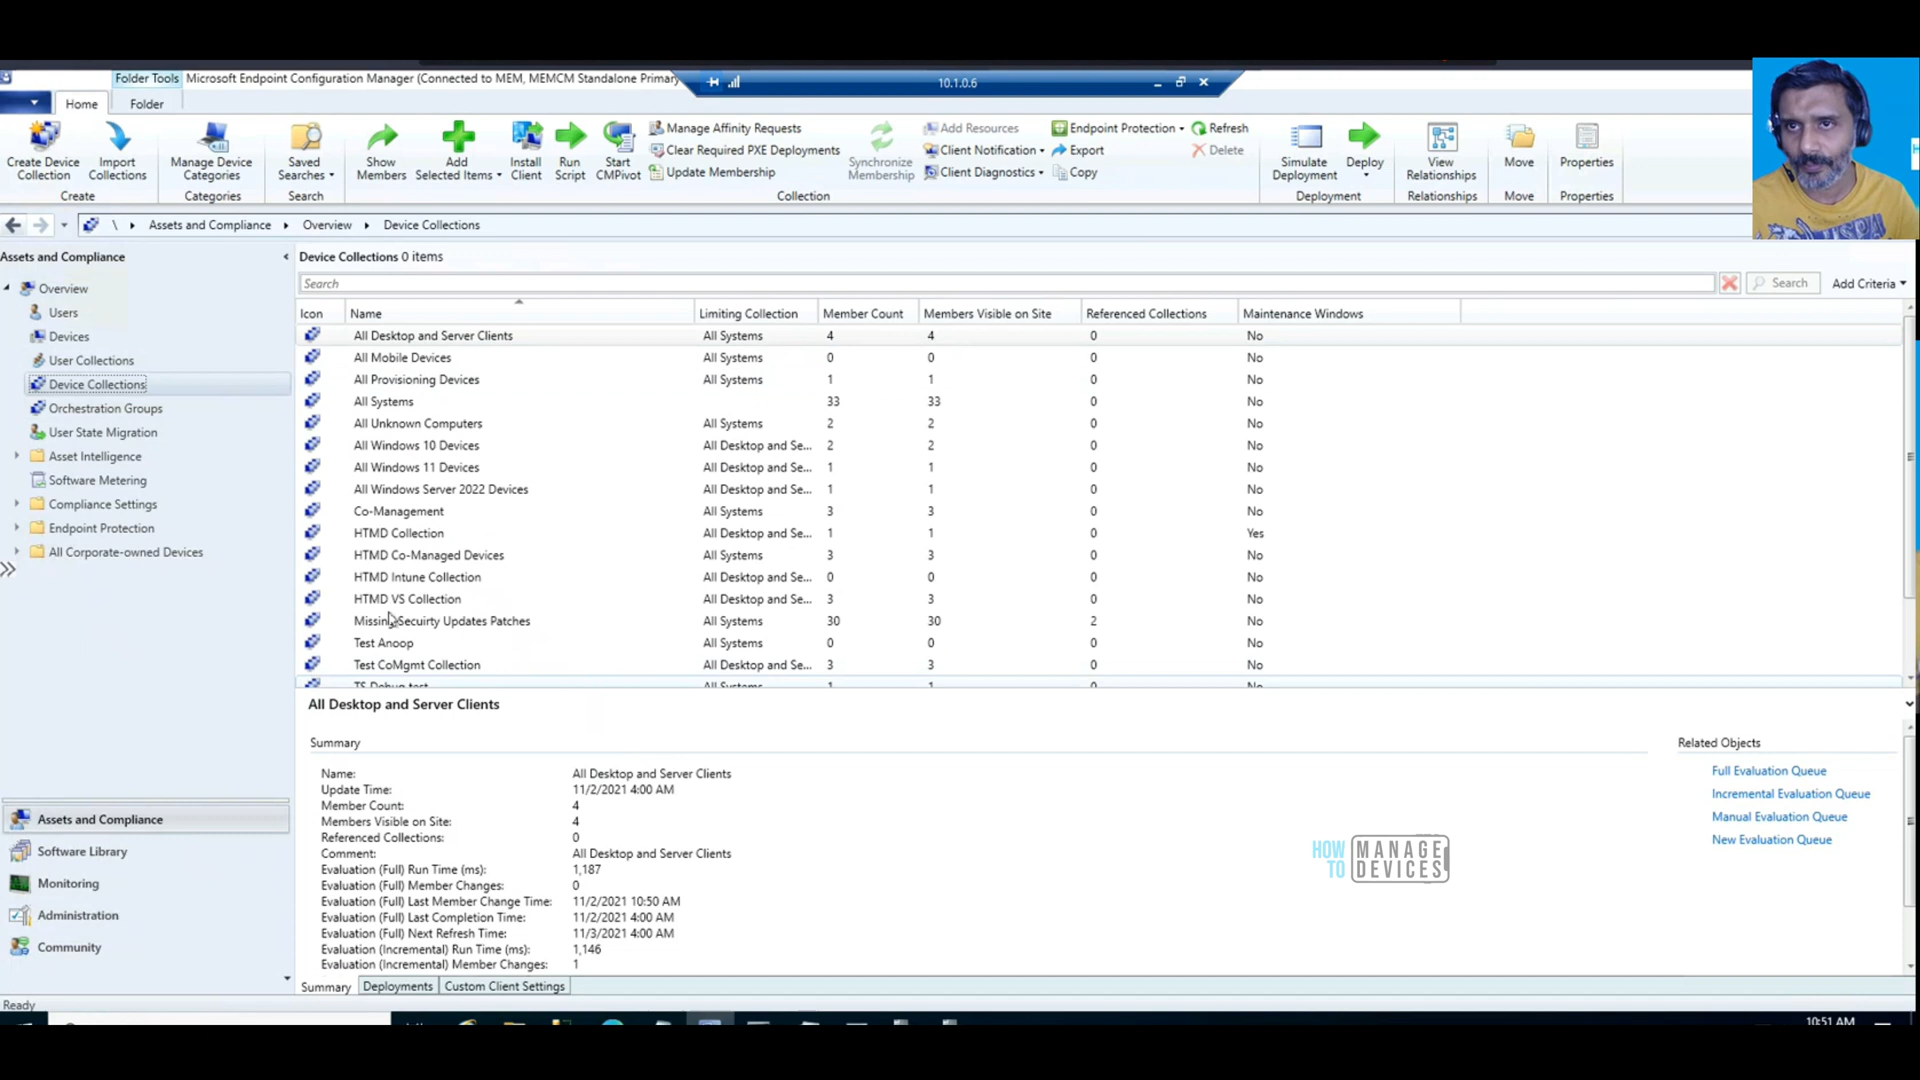 Folder Tools Microsoft Endpoint Configuration Manager (Connected to MEM, MEMCM Standalone Primary
10.1.0.6
Home Folder
Create Device Collection
Import Collections
Create
Manage Device Categories
Categories
Saved Searches
Search
Show Members
Add Selected Items
Install Client
Run Script
Start CMPivot
Manage Affinity Requests
Clear Required PXE Deployments
Update Membership
Synchronize Membership
Add Resources
Client Notification
Client Diagnostics
Endpoint Protection
Export
Copy
Refresh
Delete
Collection
Simulate Deployment
Deploy
Deployment
View Relationships
Relationships
Move
Move
Properties
Properties
\ Assets and Compliance Overview Device Collections
Assets and Compliance
Overview
Users
Devices
User Collections
Device Collections
Orchestration Groups
User State Migration
Asset Intelligence
Software Metering
Compliance Settings
Endpoint Protection
All Corporate-owned Devices
Assets and Compliance
Software Library
Monitoring
Administration
Community
Device Collections 0 items
Search Search Add Criteria
Icon Name Limiting Collection Member Count Members Visible on Site Referenced Collections Maintenance Windows
All Desktop and Server Clients All Systems 4 4 0 No
All Mobile Devices All Systems 0 0 0 No
All Provisioning Devices All Systems 1 1 0 No
All Systems 33 33 0 No
All Unknown Computers All Systems 2 2 0 No
All Windows 10 Devices All Desktop and Se... 2 2 0 No
All Windows 11 Devices All Desktop and Se... 1 1 0 No
All Windows Server 2022 Devices All Desktop and Se... 1 1 0 No
Co-Management All Systems 3 3 0 No
HTMD Collection All Desktop and Se... 1 1 0 Yes
HTMD Co-Managed Devices All Systems 3 3 0 No
HTMD Intune Collection All Desktop and Se... 0 0 0 No
HTMD VS Collection All Desktop and Se... 3 3 0 No
Missing Secuirty Updates Patches All Systems 30 30 2 No
Test Anoop All Systems 0 0 0 No
Test CoMgmt Collection All Desktop and Se... 3 3 0 No
TS Debug test All Systems 1 1 0 No
All Desktop and Server Clients
Summary
Name: All Desktop and Server Clients
Update Time: 11/2/2021 4:00 AM
Member Count: 4
Members Visible on Site: 4
Referenced Collections: 0
Comment: All Desktop and Server Clients
Evaluation (Full) Run Time (ms): 1,187
Evaluation (Full) Member Changes: 0
Evaluation (Full) Last Member Change Time: 11/2/2021 10:50 AM
Evaluation (Full) Last Completion Time: 11/2/2021 4:00 AM
Evaluation (Full) Next Refresh Time: 11/3/2021 4:00 AM
Evaluation (Incremental) Run Time (ms): 1,146
Evaluation (Incremental) Member Changes: 1
Related Objects
Full Evaluation Queue
Incremental Evaluation Queue
Manual Evaluation Queue
New Evaluation Queue
HOW TO MANAGE DEVICES
Summary Deployments Custom Client Settings
Ready
10:51 AM